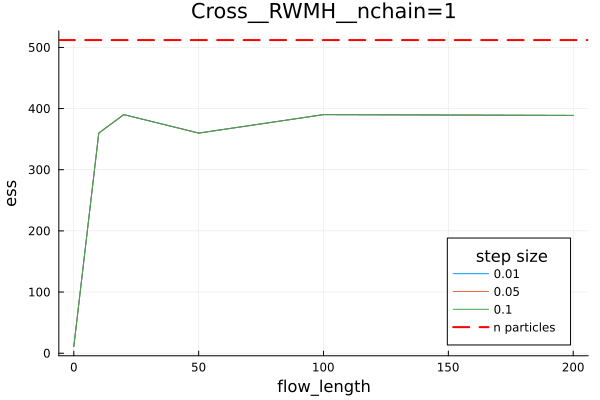 Cross__RWMH__nchain=1
ess
500
400
300
200
100
0
step size
0.01
0.05
0.1
n particles
0 50 100 150 200
flow_length